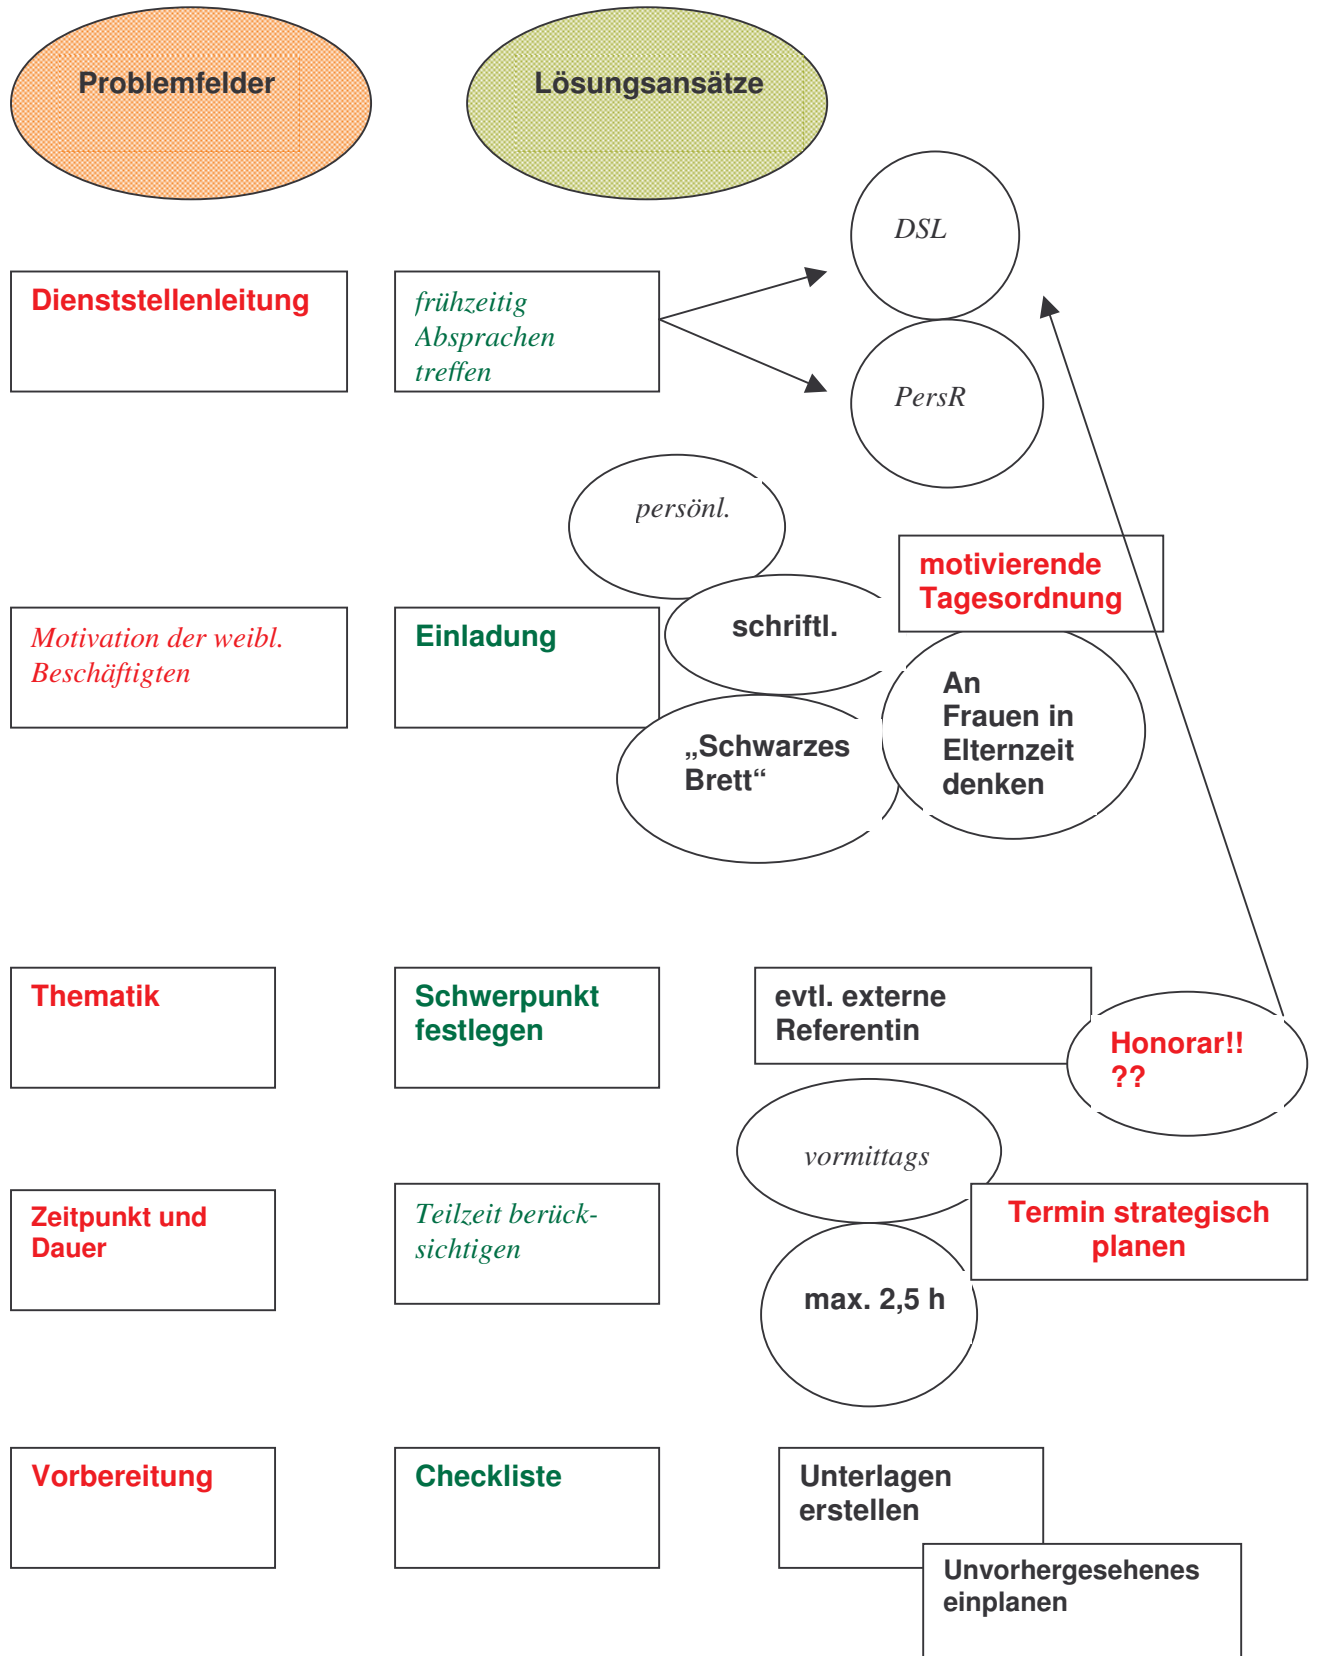 Problemfelder
Lösungsansätze
DSL
Dienststellenleitung
frühzeitig
Absprachen
treffen
PersR
persönl.
motivierende
Tagesordnung
Motivation der weibl.
Beschäftigten
Einladung
schriftl.
An
Frauen in
Elternzeit
denken
„Schwarzes
Brett“
Thematik
Schwerpunkt
festlegen
evtl. externe
Referentin
Honorar!!
??
vormittags
Zeitpunkt und
Dauer
Teilzeit berück-
sichtigen
Termin strategisch
planen
max. 2,5 h
Vorbereitung
Checkliste
Unterlagen
erstellen
Unvorhergesehenes
einplanen